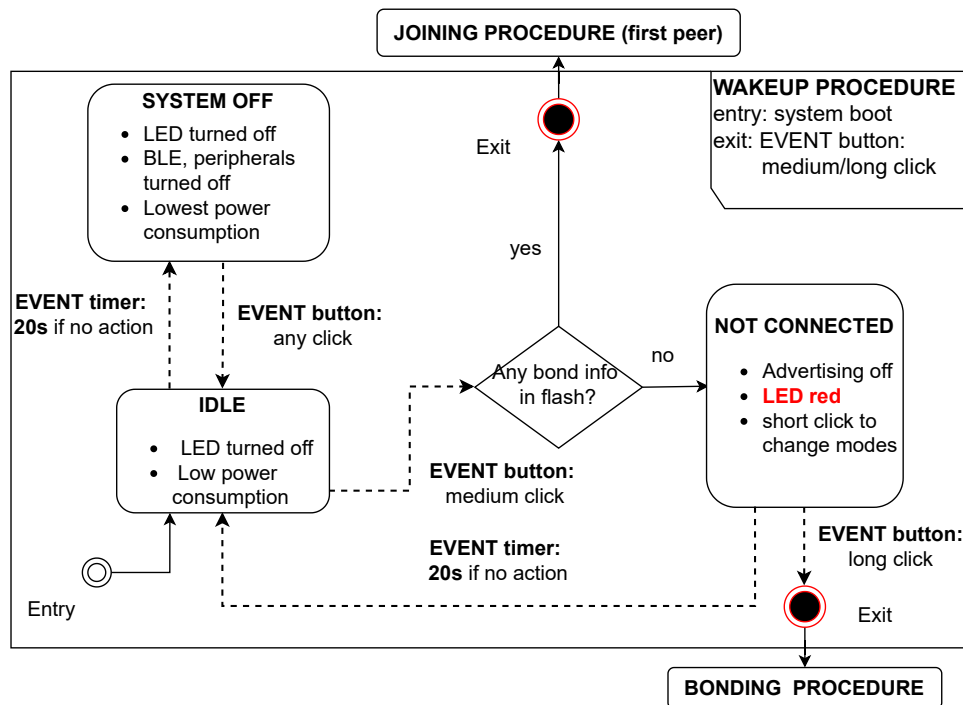 JOINING PROCEDURE (first peer)
WAKEUP PROCEDURE
entry: system boot
exit: EVENT button:
medium/long click
SYSTEM OFF
• LED turned off
• BLE, peripherals
turned off
• Lowest power
consumption
Exit
yes
EVENT timer:
20s if no action
EVENT button:
any click
Any bond info
in flash?
no
NOT CONNECTED
• Advertising off
• LED red
• short click to
change modes
IDLE
• LED turned off
• Low power
consumption
EVENT button:
medium click
EVENT timer:
20s if no action
EVENT button:
long click
Entry
Exit
BONDING PROCEDURE